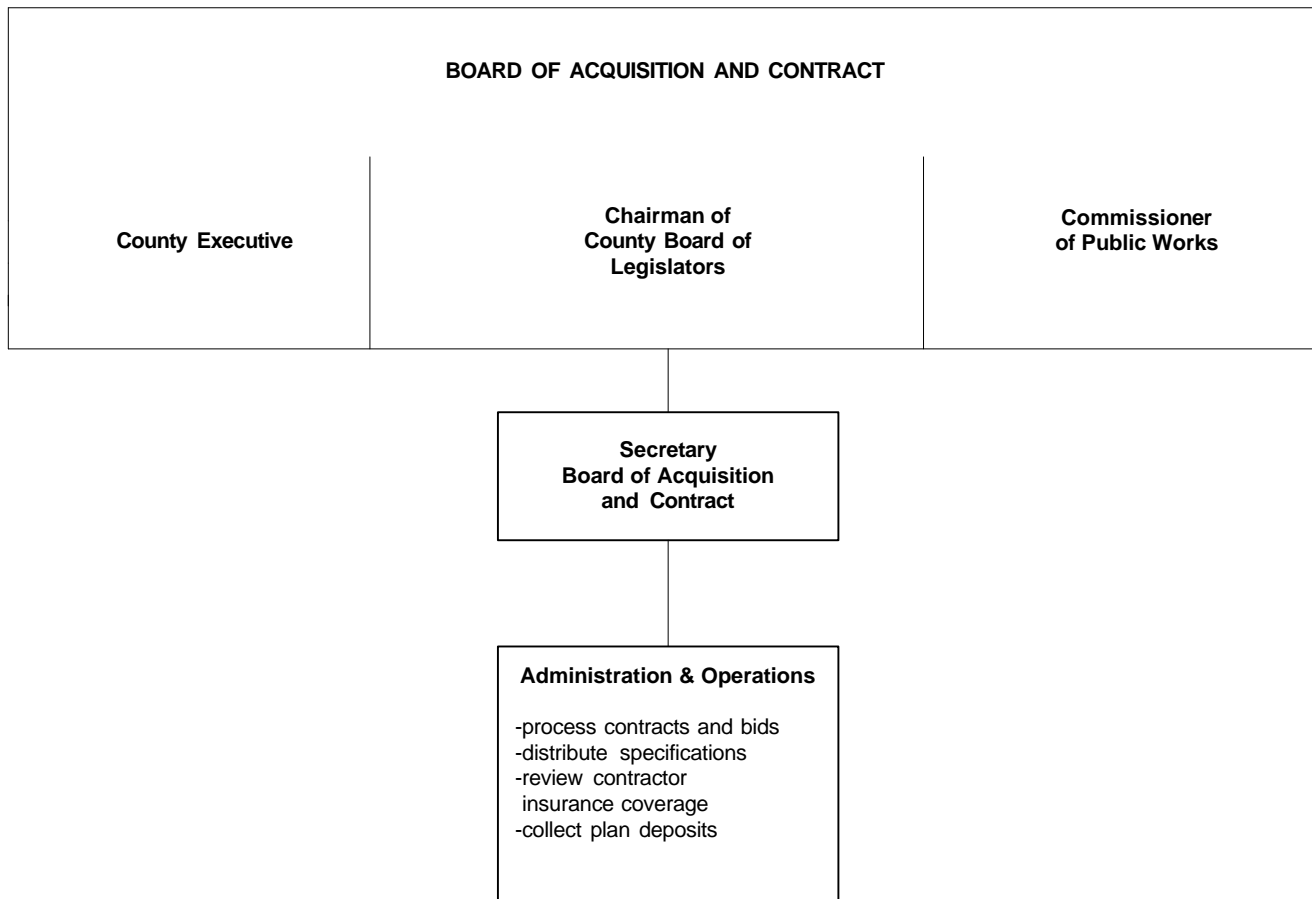 BOARD OF ACQUISITION AND CONTRACT
County Executive
Chairman of
County Board of
Legislators
Commissioner
of Public Works
Secretary
Board of Acquisition
and Contract
Administration & Operations
-process contracts and bids
-distribute specifications
-review contractor
insurance coverage
-collect plan deposits